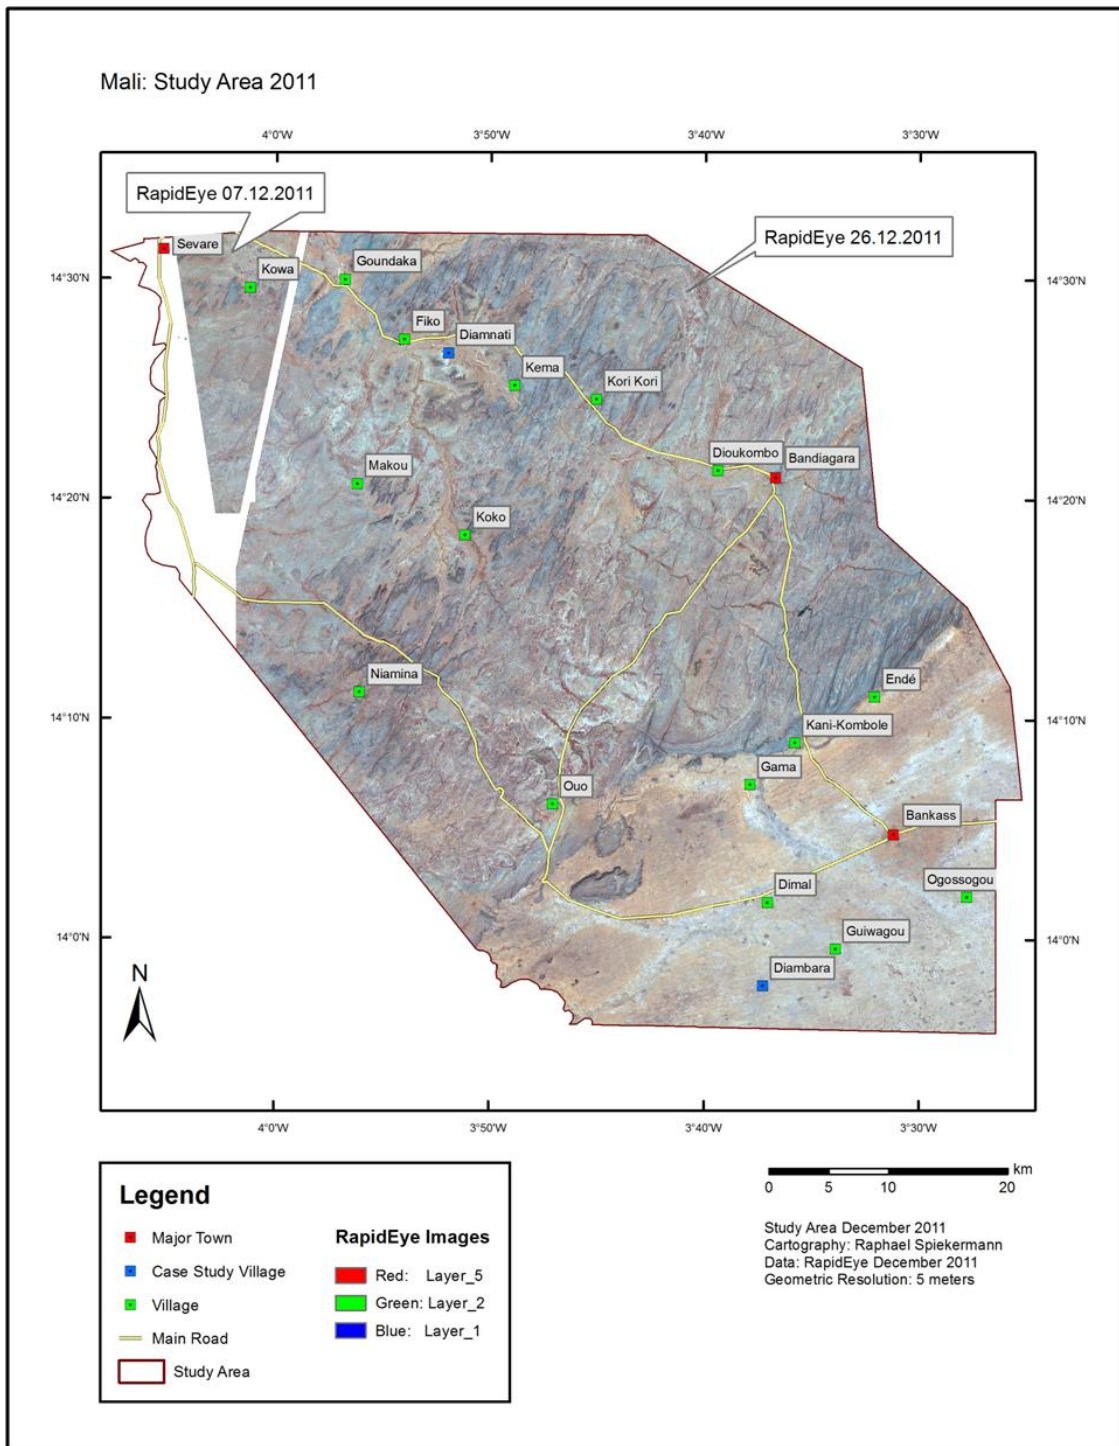 Mali: Study Area 2011
4°0'W 3°50'W 3°40'W 3°30'W
RapidEye 07.12.2011
RapidEye 26.12.2011
Sevare
Kowa
Goundaka
14°30'N 14°30'N
Fiko
Diamnati
Kema
Kori Kori
Dioukombo
Bandiagara
Makou
14°20'N 14°20'N
Koko
Niamina
Endé
14°10'N 14°10'N
Kani-Kombole
Gama
Ouo
Bankass
Dimal
Ogossogou
Guiwagou
14°0'N 14°0'N
Diambara
N
4°0'W 3°50'W 3°40'W 3°30'W
Legend
Major Town
Case Study Village
Village
Main Road
Study Area
RapidEye Images
Red: Layer_5
Green: Layer_2
Blue: Layer_1
km
0 5 10 20
Study Area December 2011
Cartography: Raphael Spiekermann
Data: RapidEye December 2011
Geometric Resolution: 5 meters